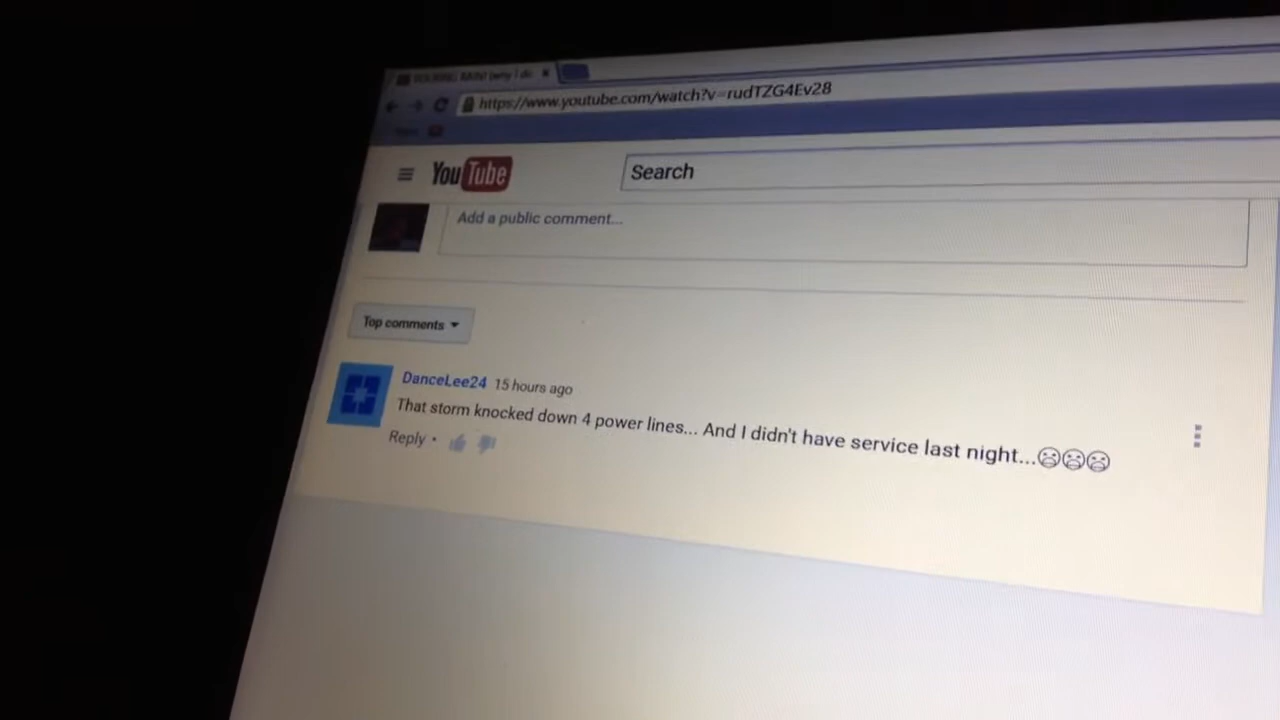 https://www.youtube.com/watch?v=rudTZG4Ev28
YouTube
Search
Add a public comment...
Top comments
DanceLee24 15 hours ago
That storm knocked down 4 power lines... And I didn't have service last night...😦😦😦
Reply •